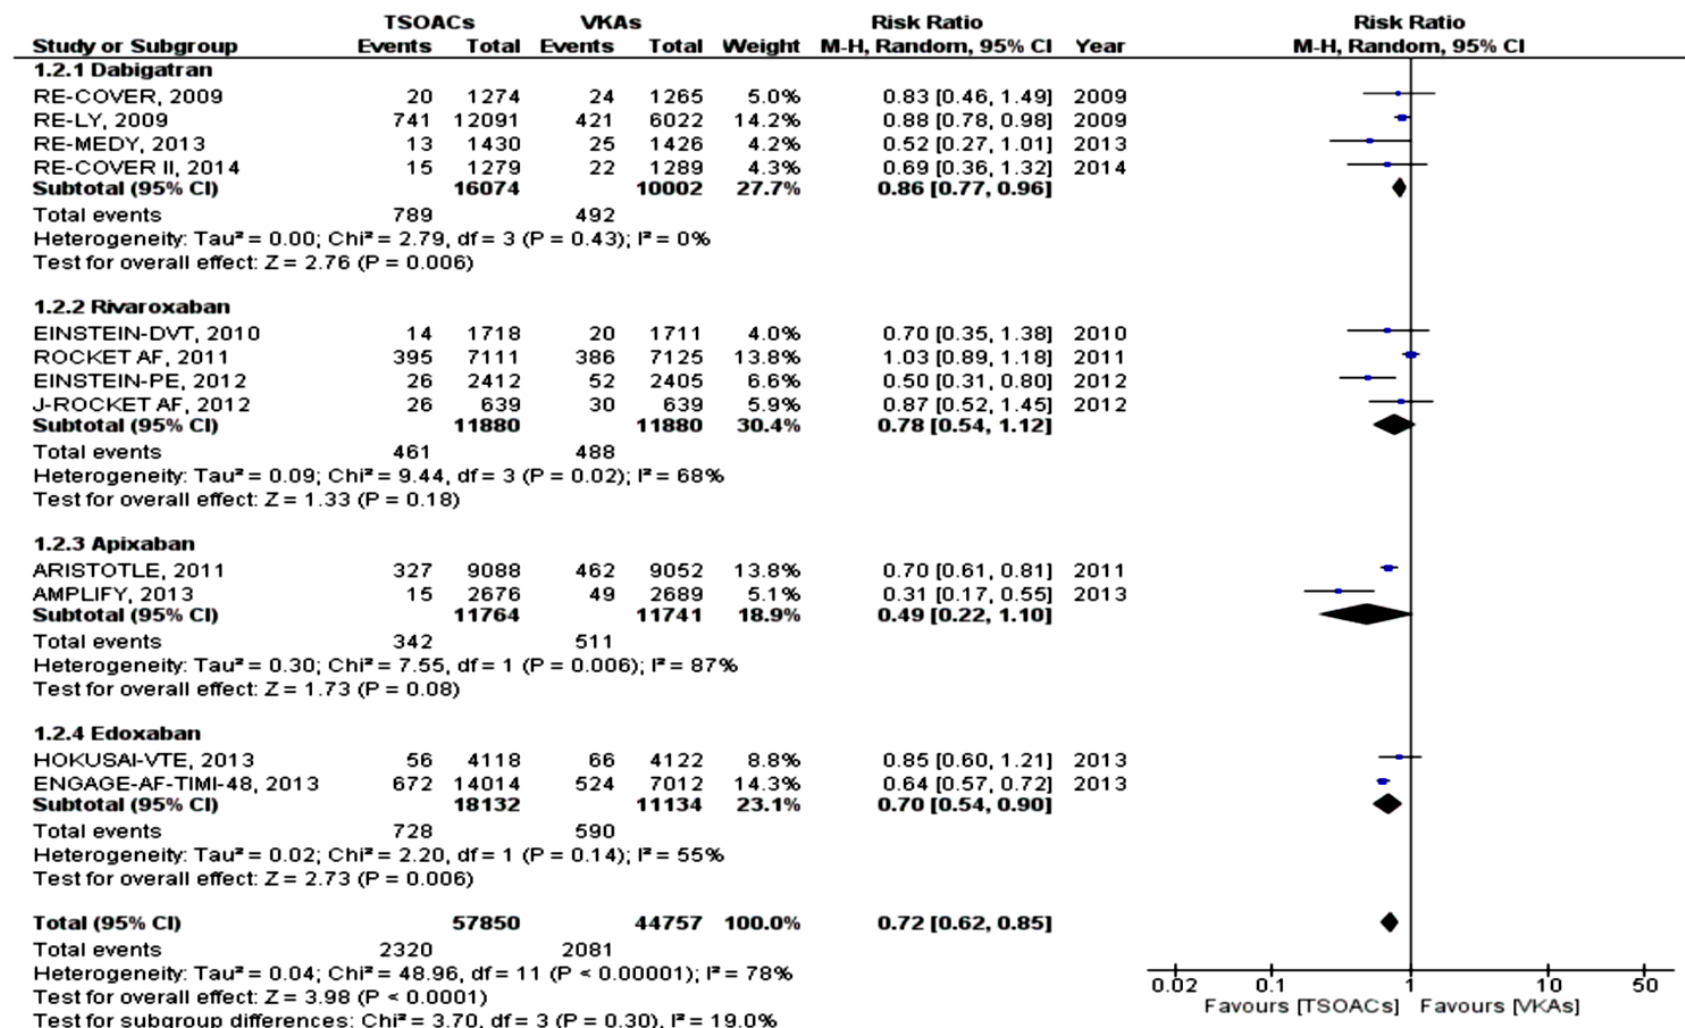 TSOACs VKAs Risk Ratio Risk Ratio
Study or Subgroup Events Total Events Total Weight M-H, Random, 95% CI Year M-H, Random, 95% CI
1.2.1 Dabigatran
RE-COVER, 2009 20 1274 24 1265 5.0% 0.83 [0.46, 1.49] 2009
RE-LY, 2009 741 12091 421 6022 14.2% 0.88 [0.78, 0.98] 2009
RE-MEDY, 2013 13 1430 25 1426 4.2% 0.52 [0.27, 1.01] 2013
RE-COVER II, 2014 15 1279 22 1289 4.3% 0.69 [0.36, 1.32] 2014
Subtotal (95% CI) 16074 10002 27.7% 0.86 [0.77, 0.96]
Total events 789 492
Heterogeneity: Tau² = 0.00; Chi² = 2.79, df = 3 (P = 0.43); I² = 0%
Test for overall effect: Z = 2.76 (P = 0.006)
1.2.2 Rivaroxaban
EINSTEIN-DVT, 2010 14 1718 20 1711 4.0% 0.70 [0.35, 1.38] 2010
ROCKET AF, 2011 395 7111 386 7125 13.8% 1.03 [0.89, 1.18] 2011
EINSTEIN-PE, 2012 26 2412 52 2405 6.6% 0.50 [0.31, 0.80] 2012
J-ROCKET AF, 2012 26 639 30 639 5.9% 0.87 [0.52, 1.45] 2012
Subtotal (95% CI) 11880 11880 30.4% 0.78 [0.54, 1.12]
Total events 461 488
Heterogeneity: Tau² = 0.09; Chi² = 9.44, df = 3 (P = 0.02); I² = 68%
Test for overall effect: Z = 1.33 (P = 0.18)
1.2.3 Apixaban
ARISTOTLE, 2011 327 9088 462 9052 13.8% 0.70 [0.61, 0.81] 2011
AMPLIFY, 2013 15 2676 49 2689 5.1% 0.31 [0.17, 0.55] 2013
Subtotal (95% CI) 11764 11741 18.9% 0.49 [0.22, 1.10]
Total events 342 511
Heterogeneity: Tau² = 0.30; Chi² = 7.55, df = 1 (P = 0.006); I² = 87%
Test for overall effect: Z = 1.73 (P = 0.08)
1.2.4 Edoxaban
HOKUSAI-VTE, 2013 56 4118 66 4122 8.8% 0.85 [0.60, 1.21] 2013
ENGAGE-AF-TIMI-48, 2013 672 14014 524 7012 14.3% 0.64 [0.57, 0.72] 2013
Subtotal (95% CI) 18132 11134 23.1% 0.70 [0.54, 0.90]
Total events 728 590
Heterogeneity: Tau² = 0.02; Chi² = 2.20, df = 1 (P = 0.14); I² = 55%
Test for overall effect: Z = 2.73 (P = 0.006)
Total (95% CI) 57850 44757 100.0% 0.72 [0.62, 0.85]
Total events 2320 2081
Heterogeneity: Tau² = 0.04; Chi² = 48.96, df = 11 (P < 0.00001); I² = 78%
Test for overall effect: Z = 3.98 (P < 0.0001)
Test for subgroup differences: Chi² = 3.70, df = 3 (P = 0.30), I² = 19.0%
0.02 0.1 1 10 50
Favours [TSOACs] Favours [VKAs]